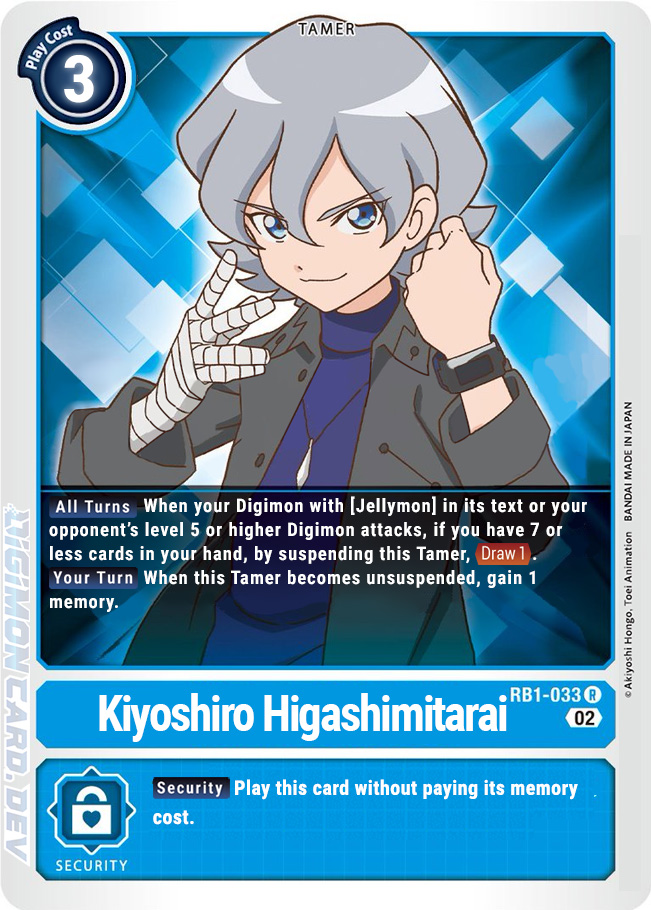 TAMER
Play Cost
3
All Turns When your Digimon with [Jellymon] in its text or your
opponent's level 5 or higher Digimon attacks, if you have 7 or
less cards in your hand, by suspending this Tamer, Draw 1 .
Your Turn When this Tamer becomes unsuspended, gain 1
memory.
© Akiyoshi Hongo, Toei Animation BANDAI MADE IN JAPAN
DIGIMON CARD.DEV
RB1-033 R
Kiyoshiro Higashimitarai
02
Security Play this card without paying its memory .
cost.
SECURITY